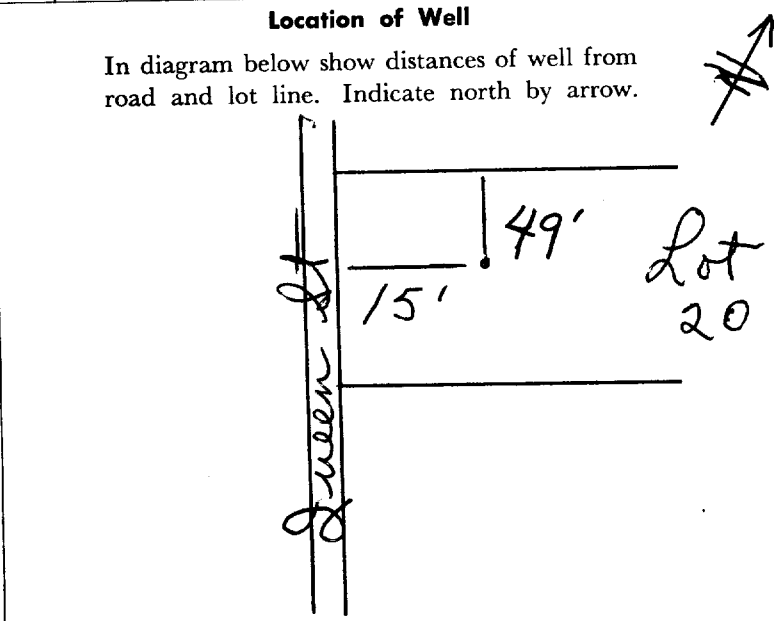 Location of Well
In diagram below show distances of well from
road and lot line. Indicate north by arrow.
N
49'
Lot
20
15'
Queen St